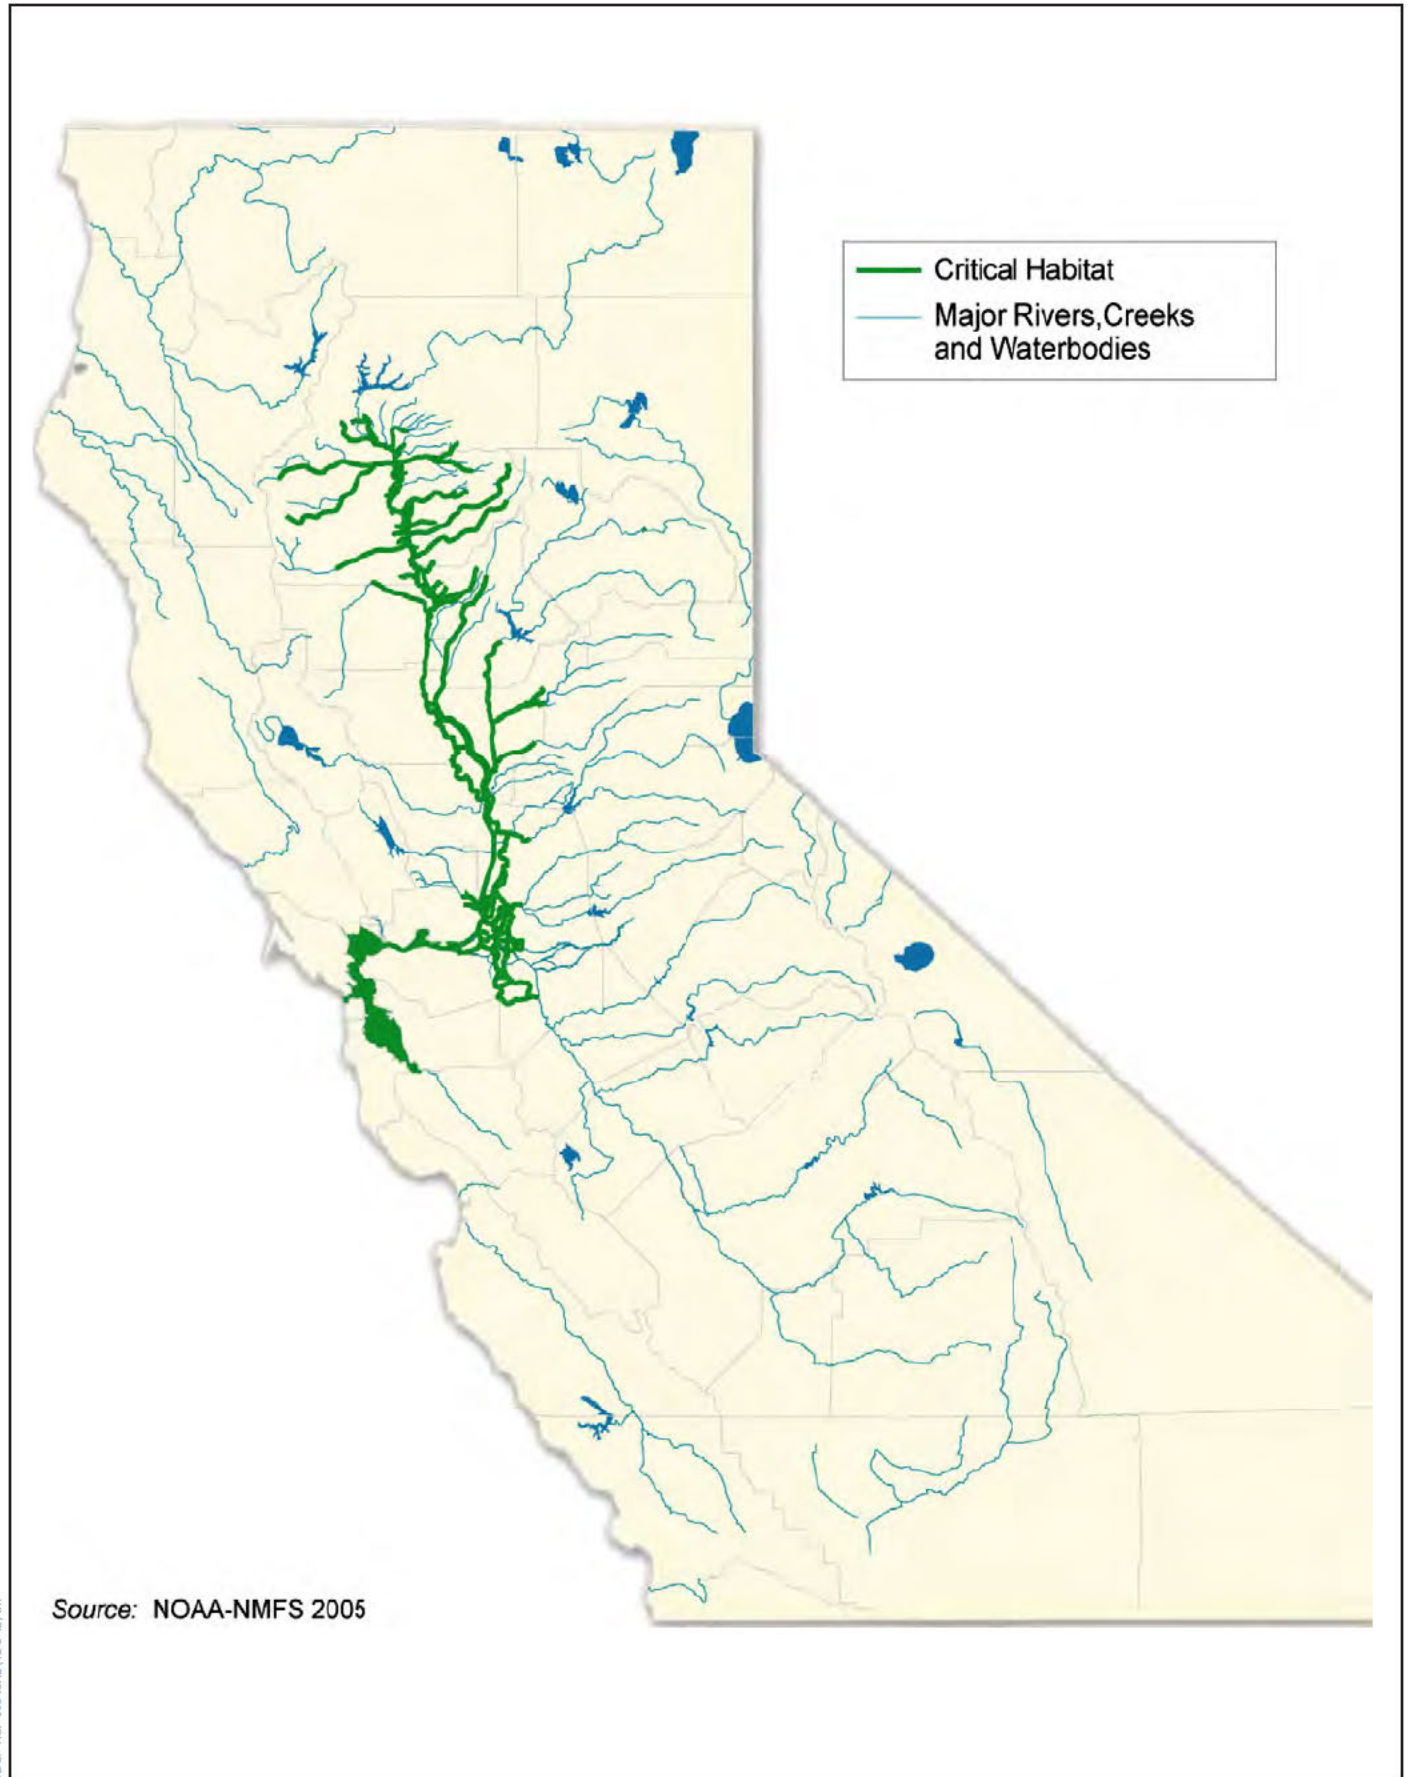 Critical Habitat
Major Rivers,Creeks
and Waterbodies
Source: NOAA-NMFS 2005